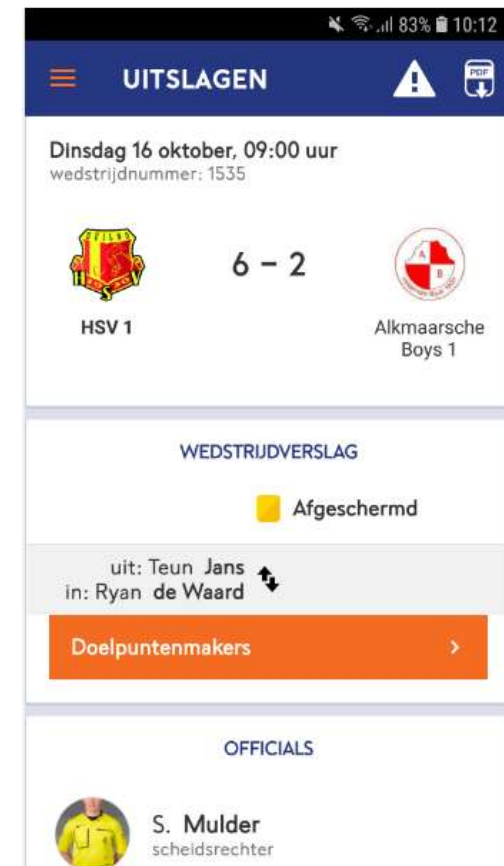 83% 10:12
UITSLAGEN
PDF
Dinsdag 16 oktober, 09:00 uur
wedstrijdnummer: 1535
HSV
A
B
6 – 2
HSV 1
Alkmaarsche
Boys 1
WEDSTRIJDVERSLAG
Afgeschermd
uit: Teun Jans
in: Ryan de Waard
Doelpuntenmakers
OFFICIALS
S. Mulder
scheidsrechter